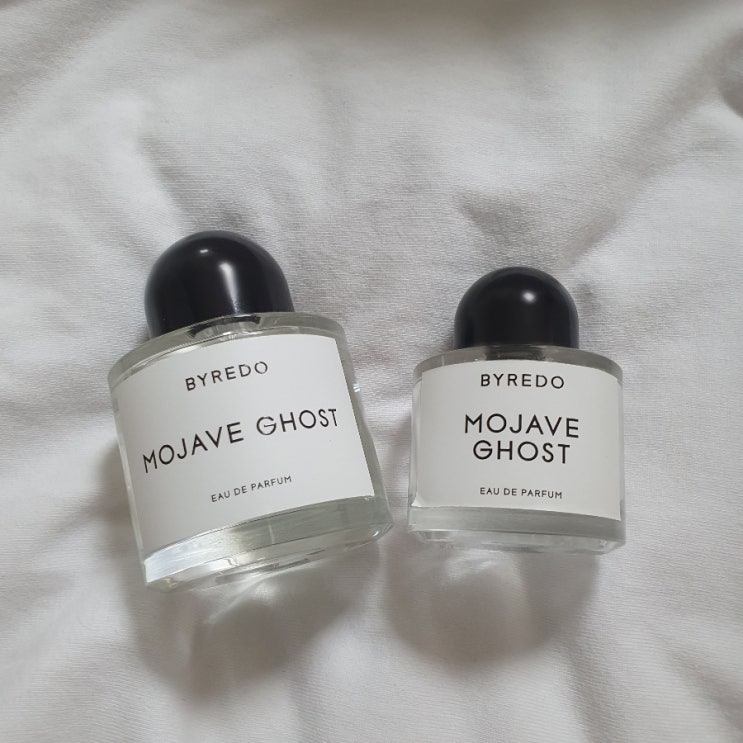 BYREDO
MOJAVE GHOST
EAU DE PARFUM
BYREDO
MOJAVE
GHOST
EAU DE PARFUM